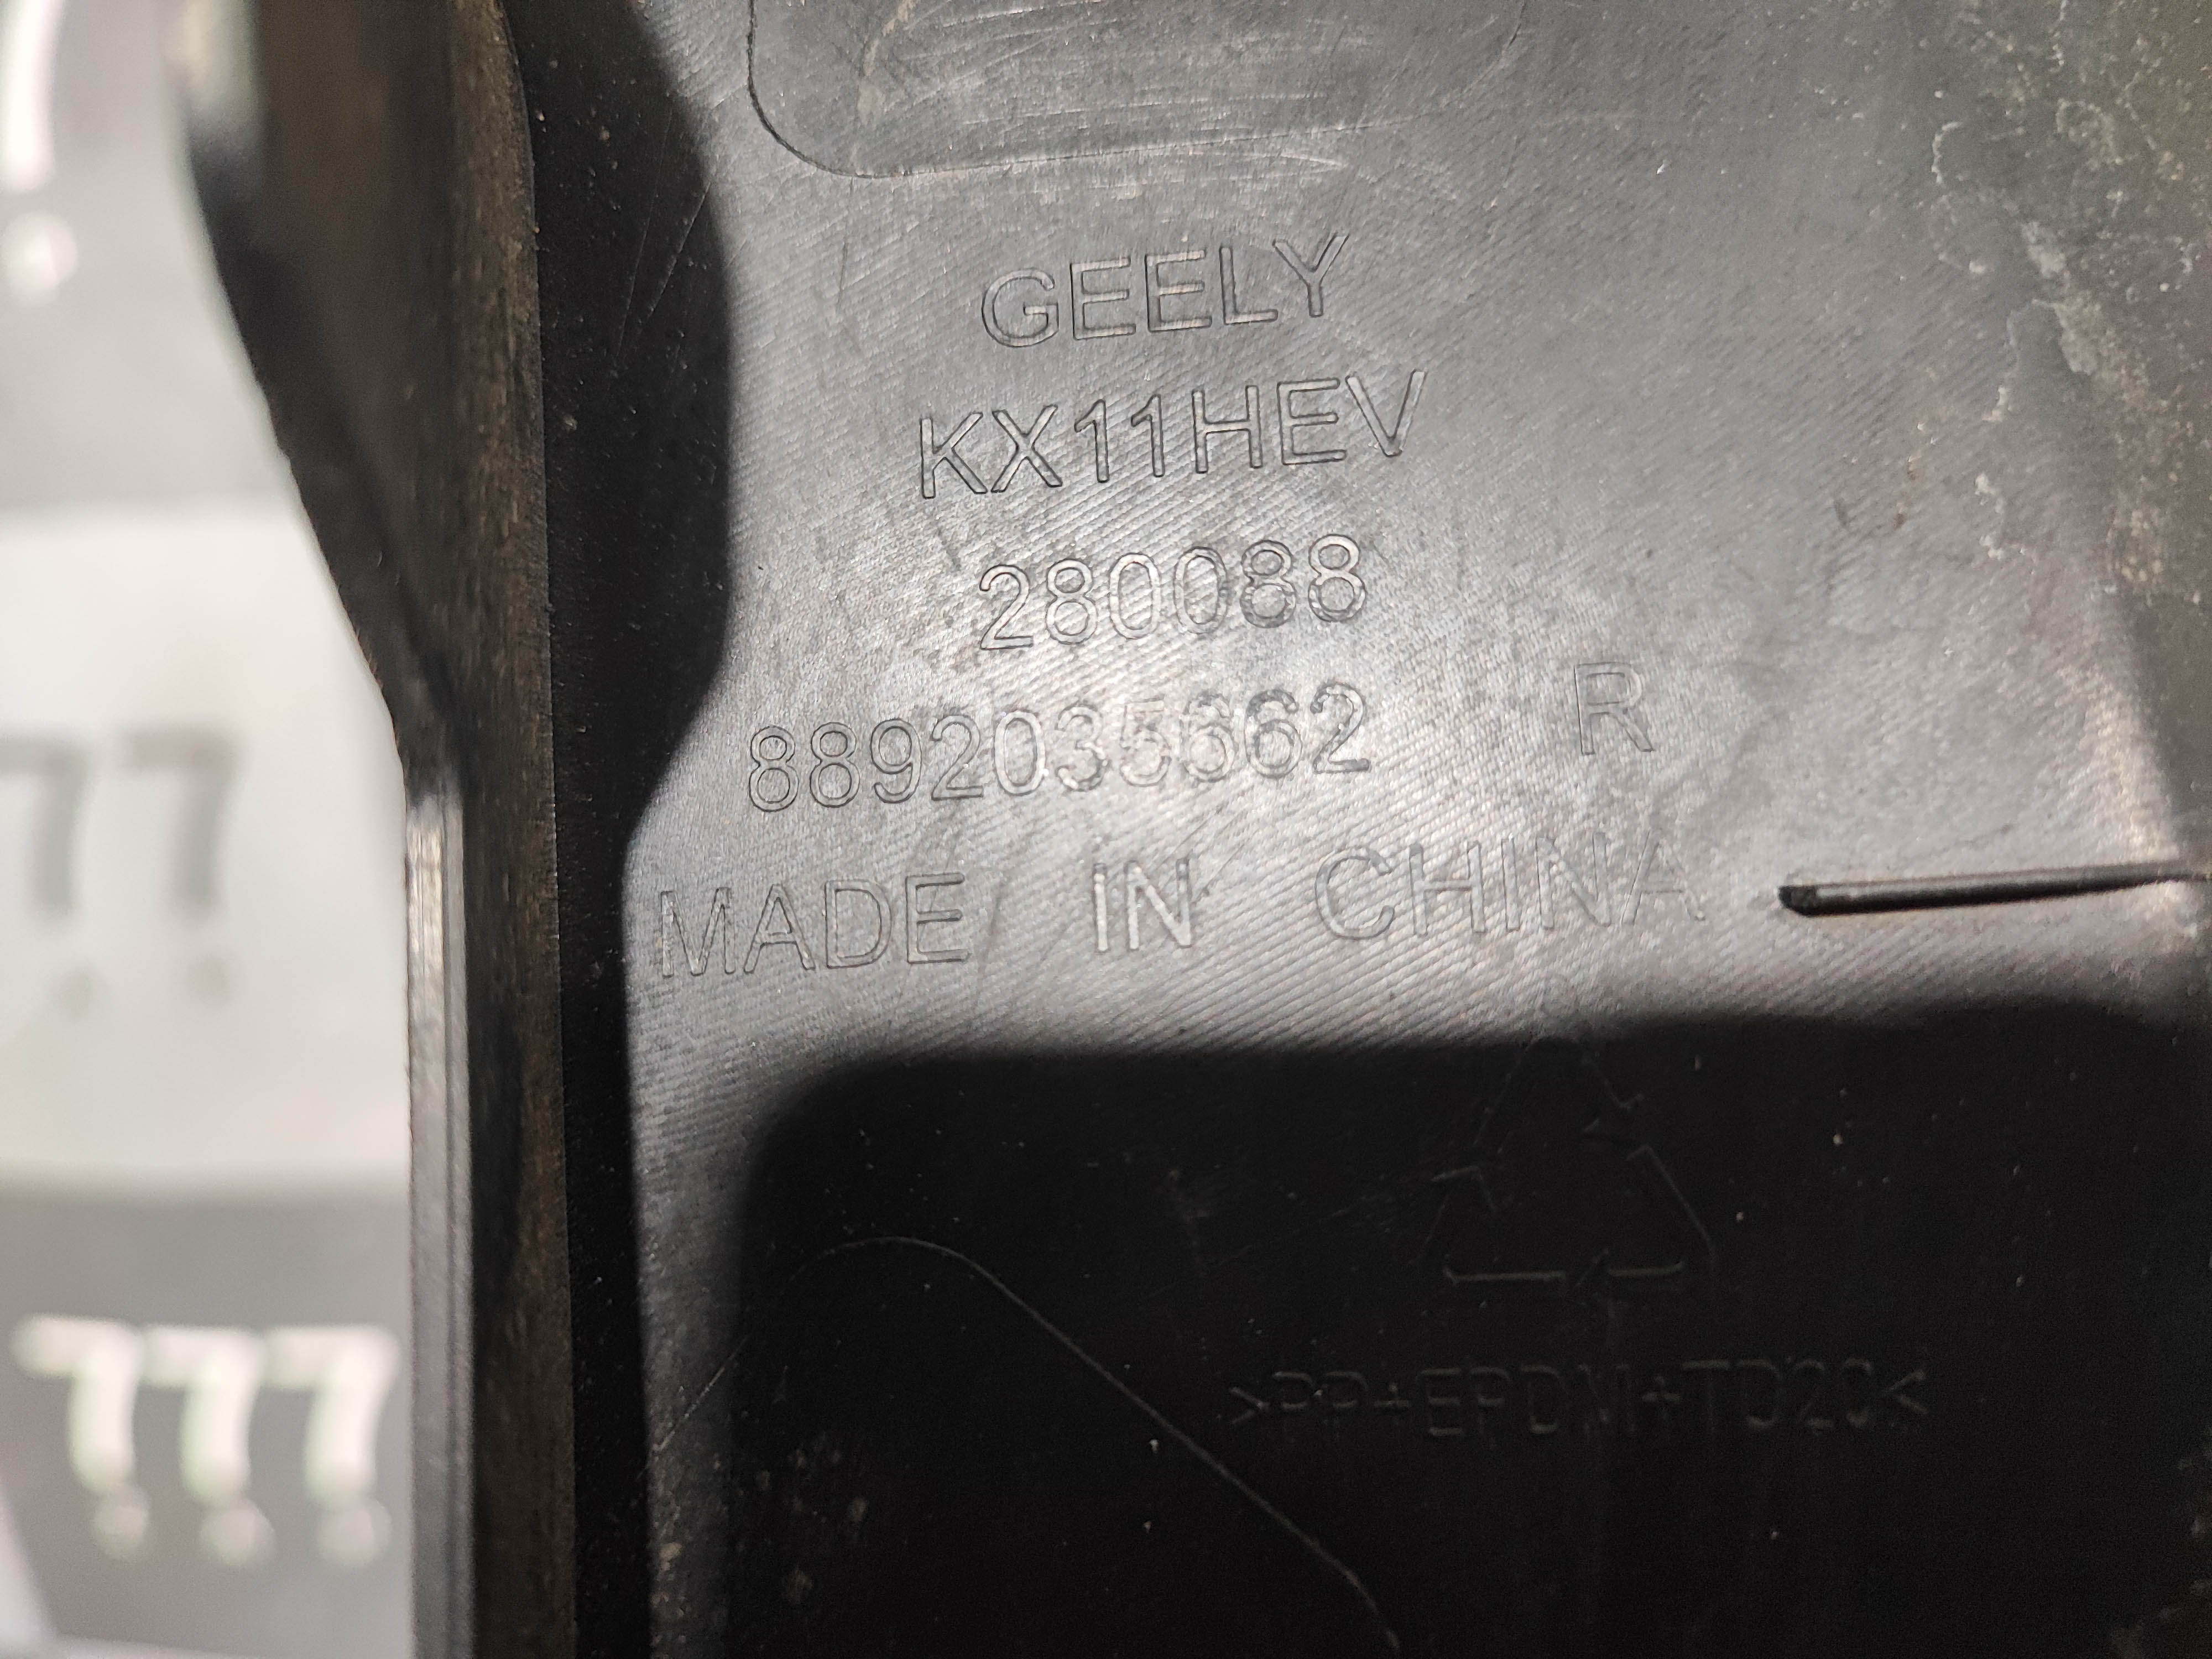 GEELY
KX11HEV
280088
8892035662 R
MADE IN CHINA
>PP+EPDM+TD20<